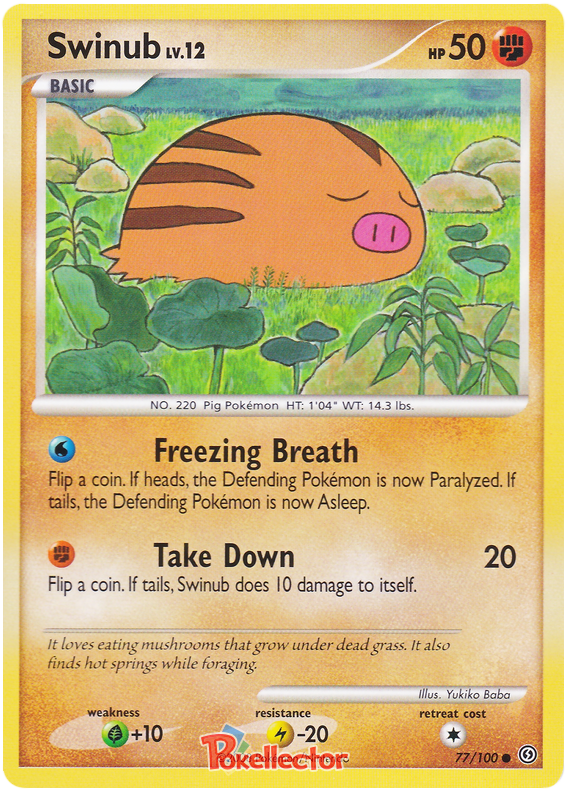 Swinub LV.12 HP 50
BASIC
NO. 220 Pig Pokémon HT: 1'04" WT: 14.3 lbs.
Freezing Breath
Flip a coin. If heads, the Defending Pokémon is now Paralyzed. If
tails, the Defending Pokémon is now Asleep.
Take Down 20
Flip a coin. If tails, Swinub does 10 damage to itself.
It loves eating mushrooms that grow under dead grass. It also
finds hot springs while foraging.
Illus. Yukiko Baba
weakness resistance retreat cost
+10 -20
Pokellector
77/100